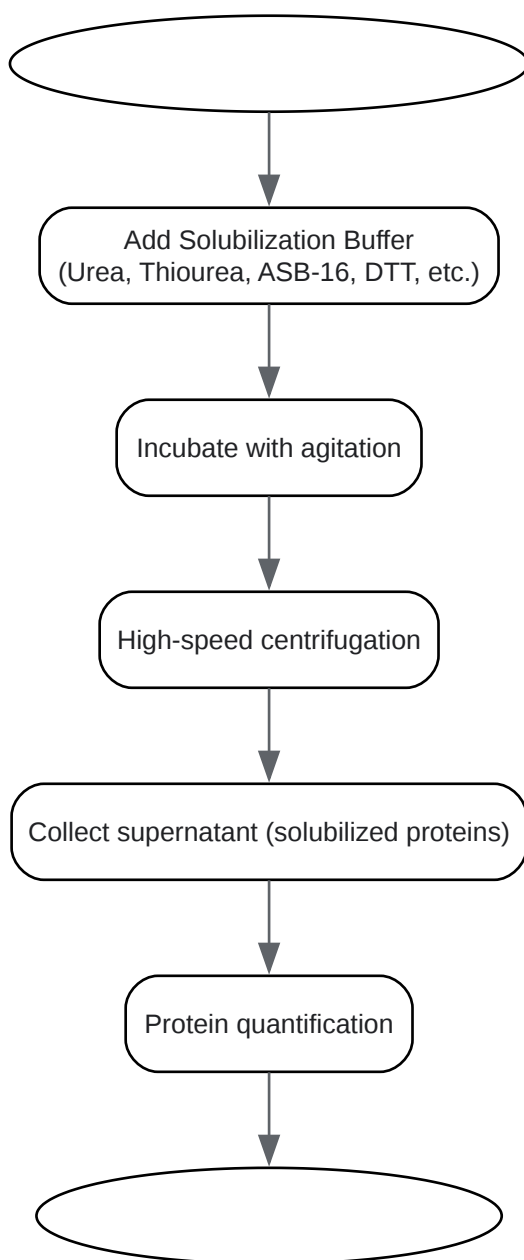 Add Solubilization Buffer
(Urea, Thiourea, ASB-16, DTT, etc.)
Incubate with agitation
High-speed centrifugation
Collect supernatant (solubilized proteins)
Protein quantification